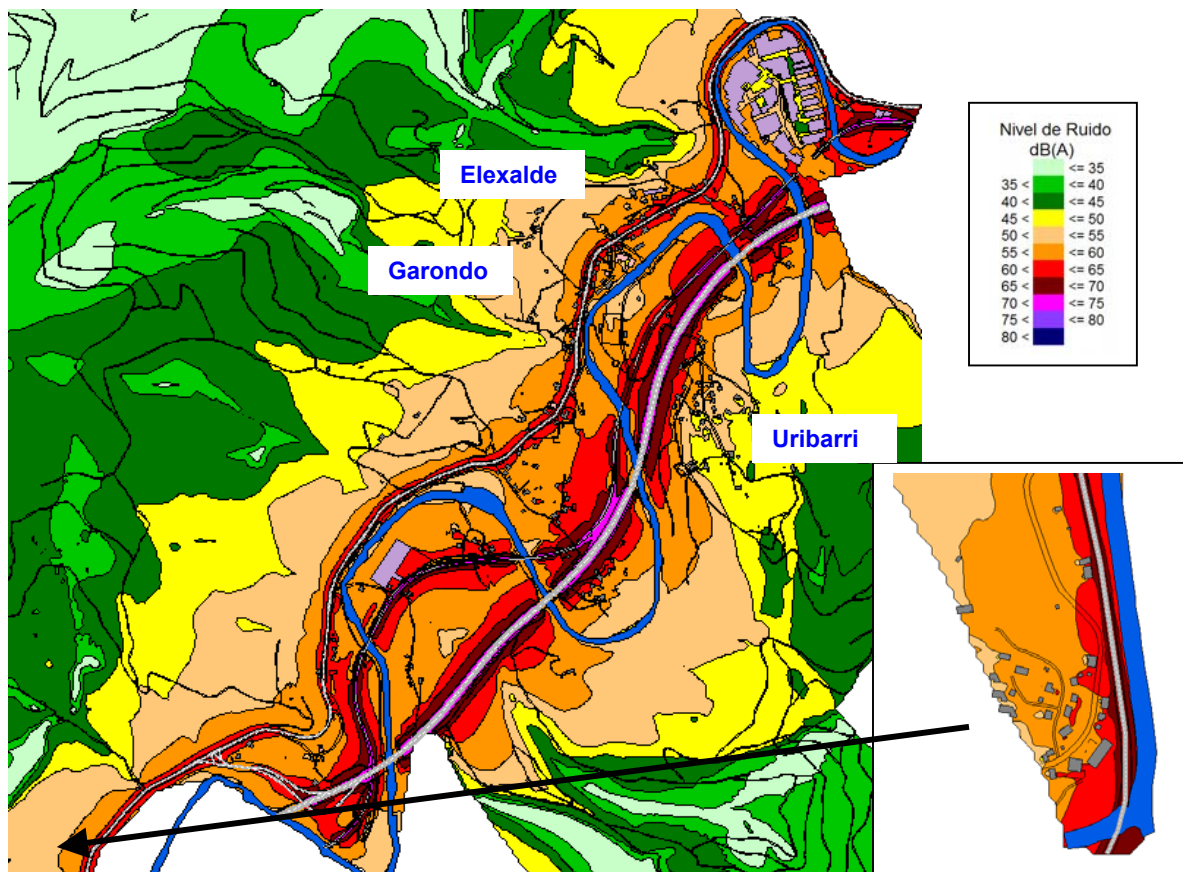 Elexalde
Garondo
Uribarri
Nivel de Ruido
dB(A)
<= 35
35 < <= 40
40 < <= 45
45 < <= 50
50 < <= 55
55 < <= 60
60 < <= 65
65 < <= 70
70 < <= 75
75 < <= 80
80 <